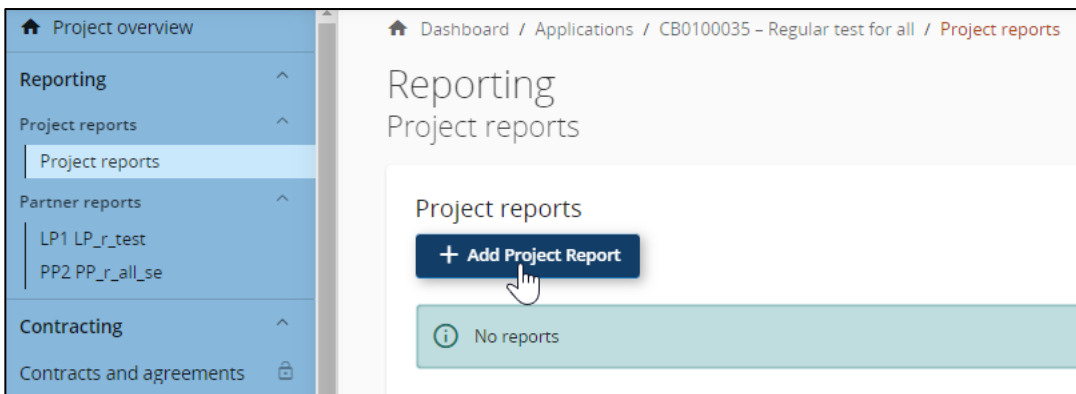 Project overview
Reporting
Project reports
Project reports
Partner reports
LP1 LP_r_test
PP2 PP_r_all_se
Contracting
Contracts and agreements
Dashboard / Applications / CB0100035 – Regular test for all / Project reports
Reporting
Project reports
Project reports
+ Add Project Report
No reports